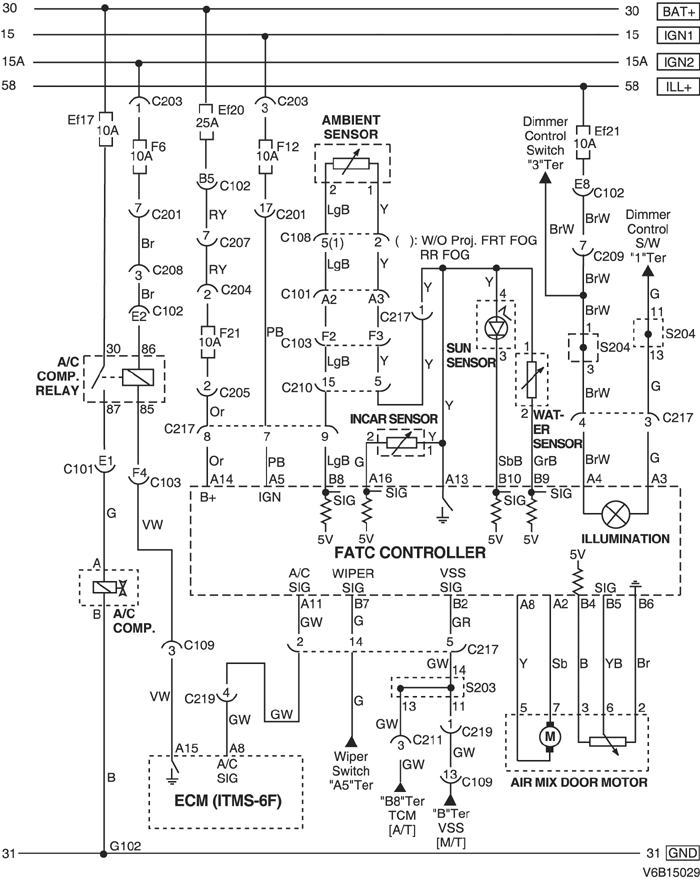 30 30 BAT+
15 15 IGN1
15A 15A IGN2
58 58 ILL+
C203 C203
1 3
Ef17 10A
Ef20 25A
F6 10A
F12 10A
AMBIENT SENSOR
2 1
Dimmer Control Switch "3"Ter
Ef21 10A
E8 C102
B5 C102
7 C201
17 C201
LgB Y
RY
BrW BrW
Dimmer Control S/W "1"Ter
Br
7 C207
C108 5(1) 2
( ): W/O Proj. FRT FOG
RR FOG
7 C209
3 C208
RY
LgB Y
BrW
Br
2 C204
C101 A2 A3
Y Y Y
4
BrW
G
E2 C102
C217 1
1 11
F21 10A
PB
C103 F2 F3
SUN SENSOR
3
S204 S204
3 13
30 86
A/C COMP. RELAY
87 85
LgB Y Y
1
2
C210 15 5
2 C205
Or
INCAR SENSOR
2 Y 1
WAT-ER SENSOR
BrW G
C217 8 7 9
4 3 C217
C101 E1
F4 C103
Or PB LgB G
SbB GrB BrW G
A14 A5 B8 A16 A13 B10 B9 A4 A3
B+ IGN SIG SIG SIG SIG
5V 5V 5V 5V
G VW
FATC CONTROLLER
ILLUMINATION
5V
A/C SIG
WIPER SIG
VSS SIG
SIG
A
A/C COMP.
B
A11 B7 B2 A8 A2 B4 B5 B6
GW G GR
2 14 5 C217
3 C109
GW 14
S203
13 11
Y Sb B YB Br
VW
C219 4
GW GW G
GW
3 C211
1 C219
5 7 3 6 2
M
AIR MIX DOOR MOTOR
A15 A8
A/C SIG
ECM (ITMS-6F)
Wiper Switch "A5"Ter
GW GW
13 C109
"B8"Ter TCM [A/T]
"B"Ter VSS [M/T]
B
31 G102 31 GND
V6B15029